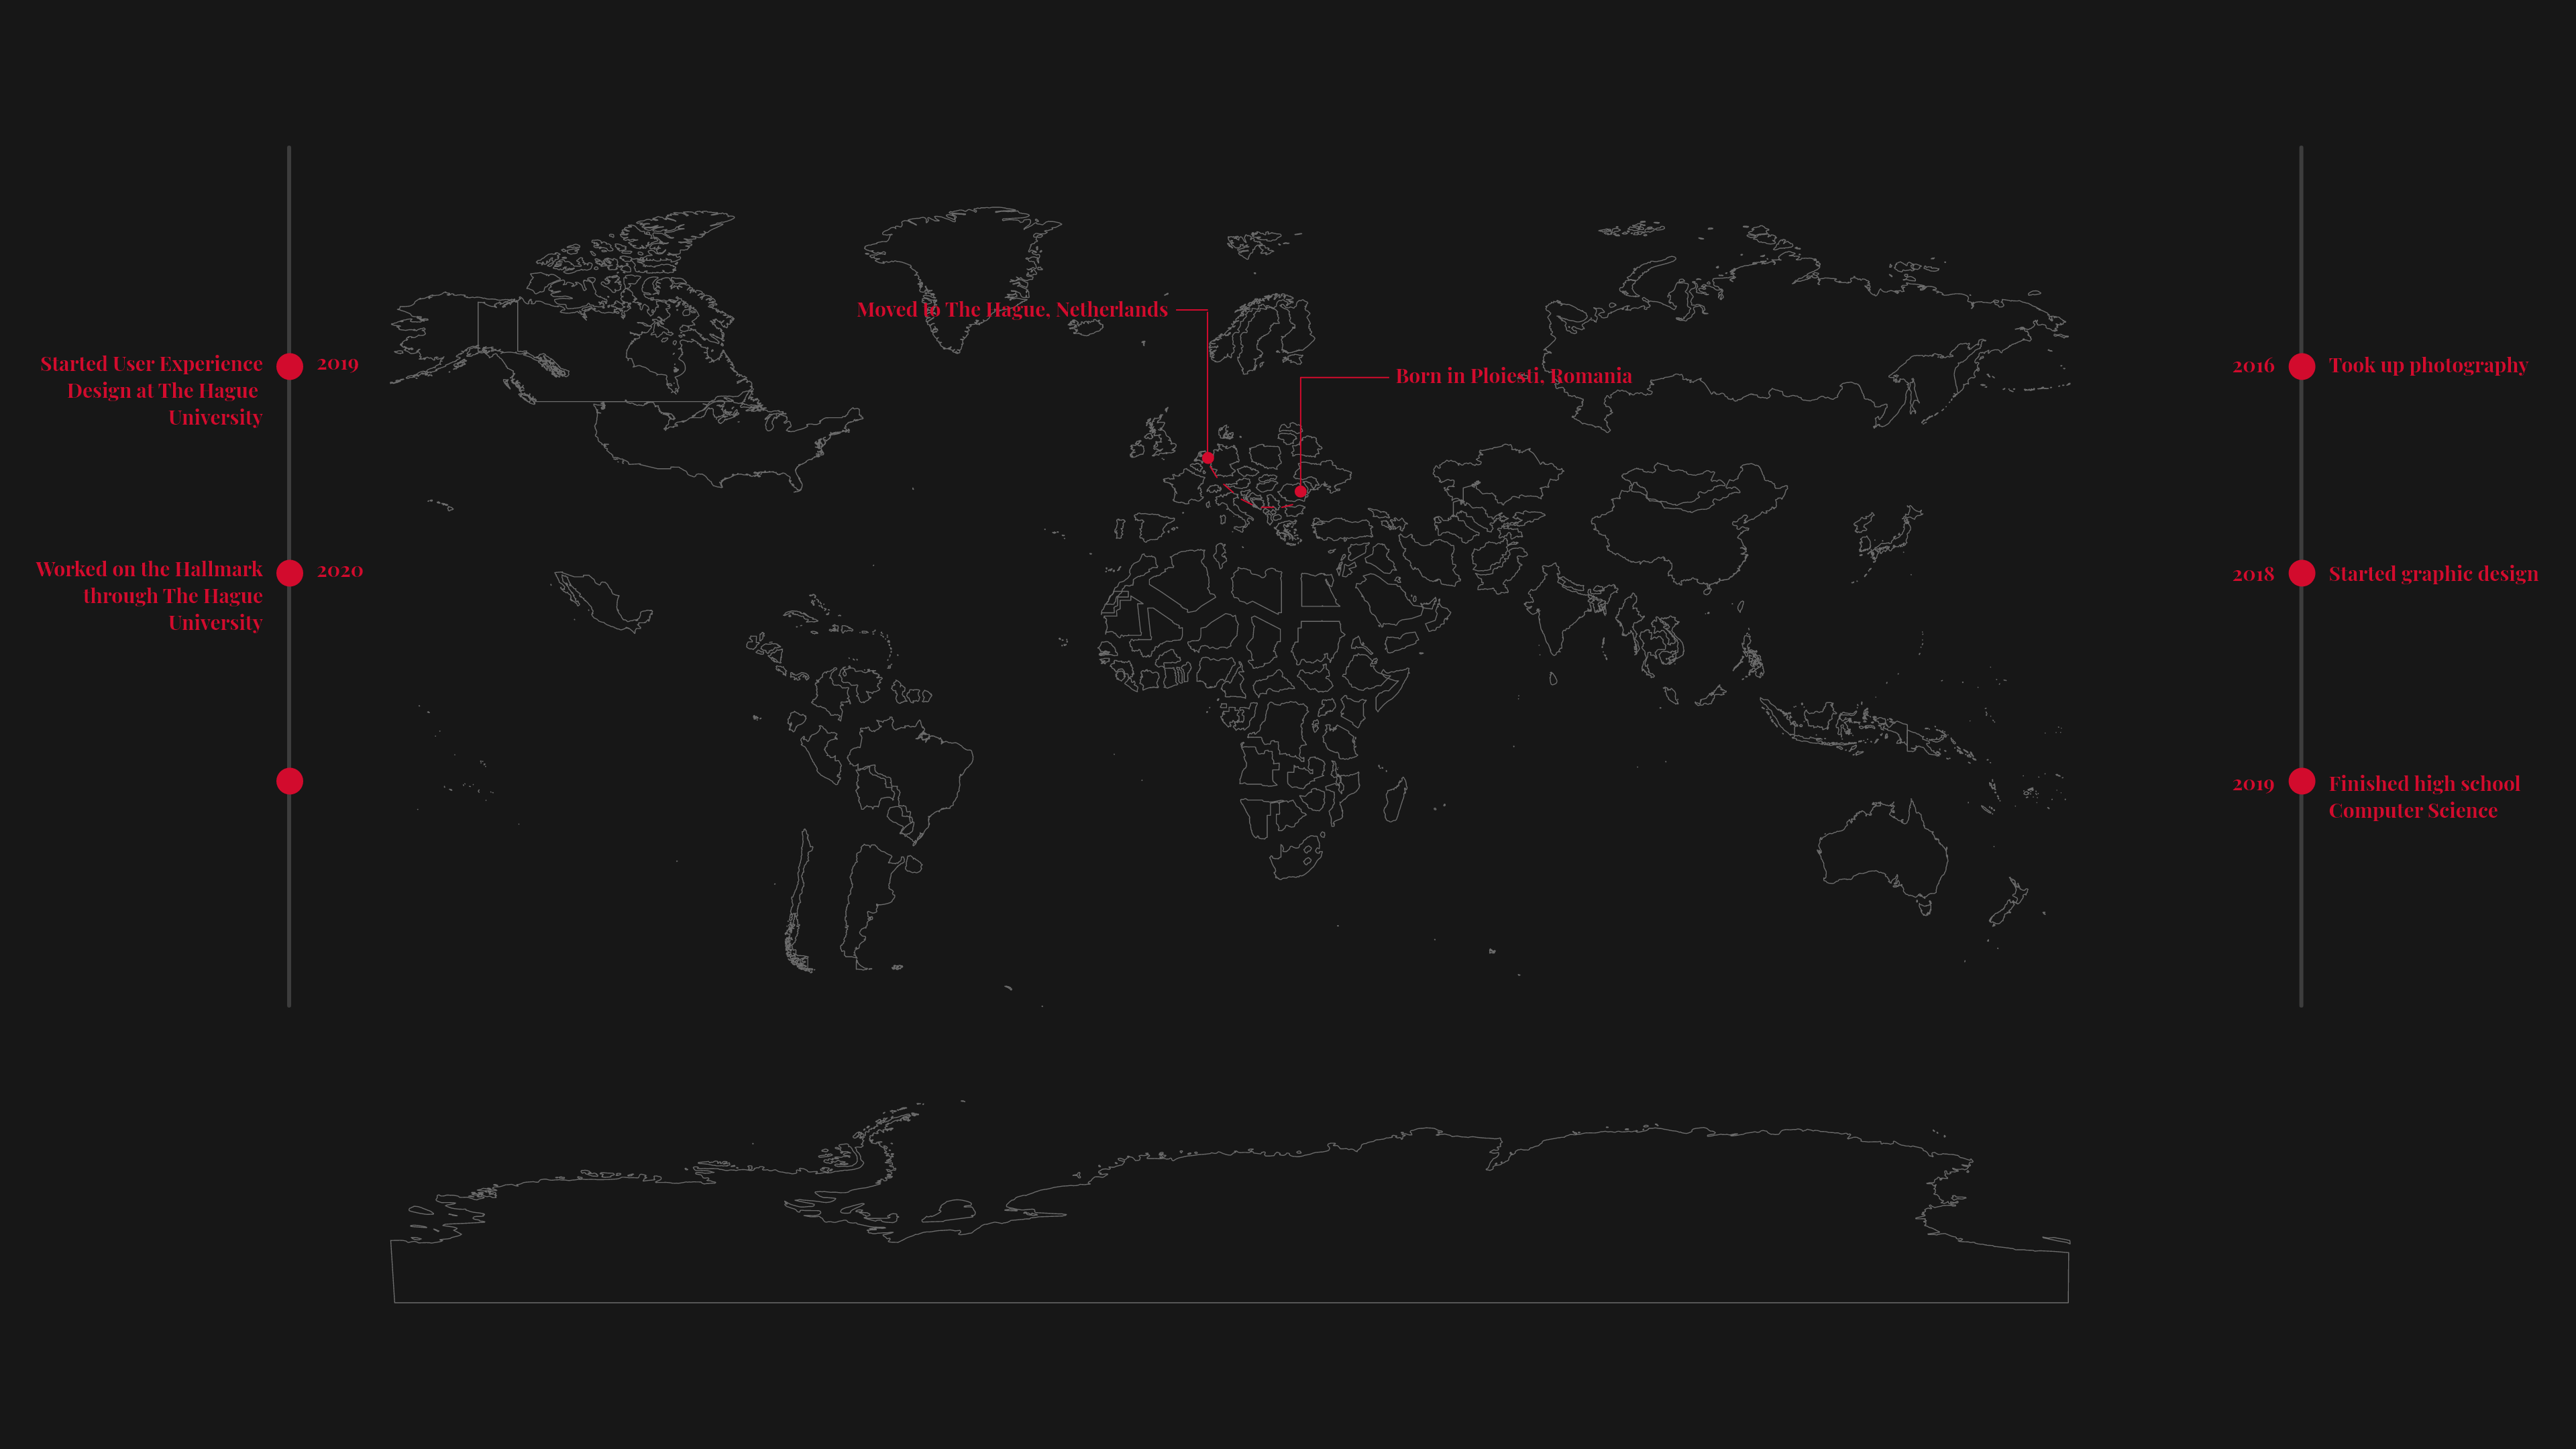 Moved to The Hague, Netherlands
Born in Ploiesti, Romania
Started User Experience
Design at The Hague
University
2019
Worked on the Hallmark
through The Hague
University
2020
2016
Took up photography
2018
Started graphic design
2019
Finished high school
Computer Science